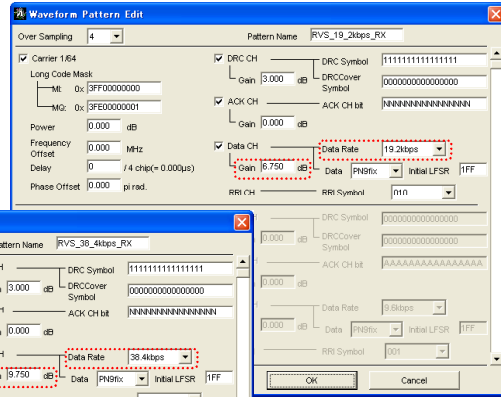 Waveform Pattern Edit
Over Sampling 4 Pattern Name RVS_19_2kbps_RX
Carrier 1/64
Long Code Mask
MI: 0x 3FF00000000
MQ: 0x 3FE00000001
Power 0.000 dB
Frequency Offset 0.000 MHz
Delay 0 / 4 chip(= 0.000µs)
Phase Offset 0.000 pi rad.
DRC CH DRC Symbol 1111111111111111
Gain 3.000 dB DRCCover Symbol 0000000000000000
ACK CH ACK CH bit NNNNNNNNNNNNNNNN
Gain 0.000 dB
Data CH Data Rate 19.2kbps
Gain 6.750 dB Data PN9fix Initial LFSR 1FF
RRI CH RRI Symbol 010
DRC Symbol 0000000000000000
0.000 dB DRCCover Symbol 0000000000000000
ACK CH bit AAAAAAAAAAAAAAAA
0.000 dB
Data Rate 9.6kbps
0.000 dB Data PN9fix Initial LFSR 1FF
RRI Symbol 001
OK Cancel
attern Name RVS_38_4kbps_RX
H DRC Symbol 1111111111111111
3.000 dB DRCCover Symbol 0000000000000000
H ACK CH bit NNNNNNNNNNNNNNNN
0.000 dB
H Data Rate 38.4kbps
9.750 dB Data PN9fix Initial LFSR 1FF